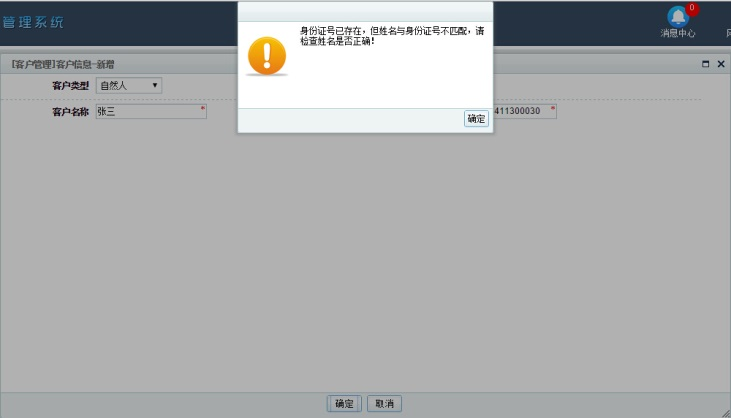 管理系统
身份证号已存在，但姓名与身份证号不匹配，请
检查姓名是否正确！
确定
0
消息中心
[客户管理]客户信息-新增
客户类型 自然人
客户名称 张三 * 411300030 *
确定 取消